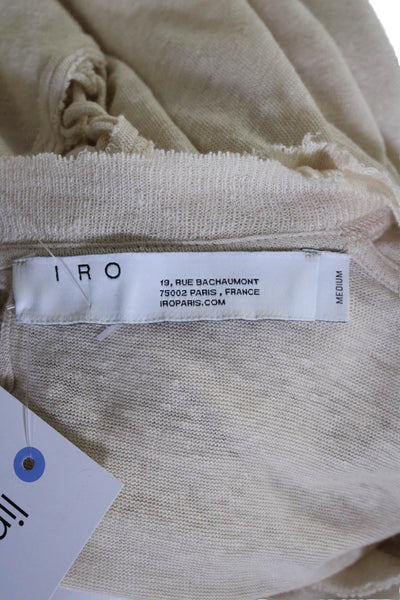 IRO
19, RUE BACHAUMONT
75002 PARIS , FRANCE
IROPARIS.COM
MEDIUM